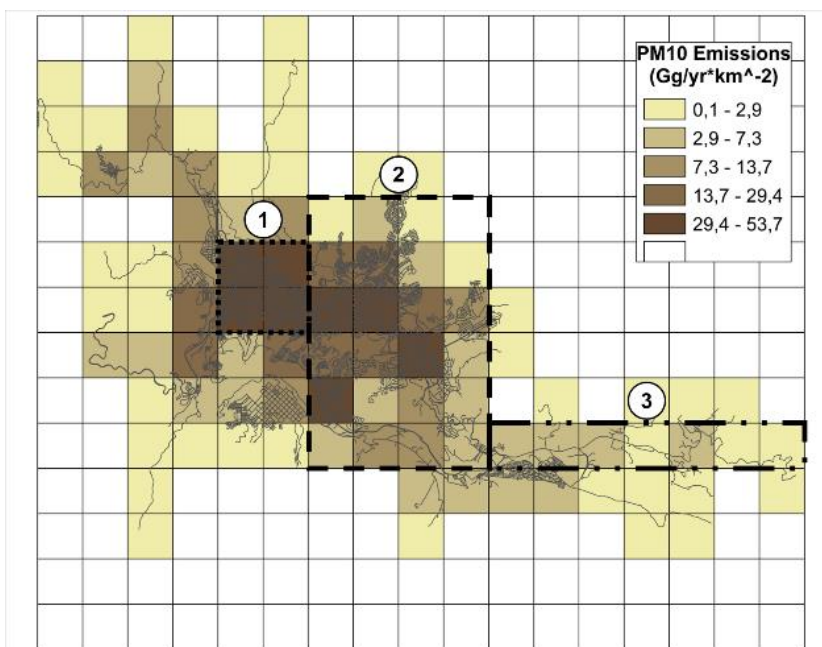 PM10 Emissions
(Gg/yr*km^-2)
0,1 - 2,9
2,9 - 7,3
7,3 - 13,7
13,7 - 29,4
29,4 - 53,7
2
1
3